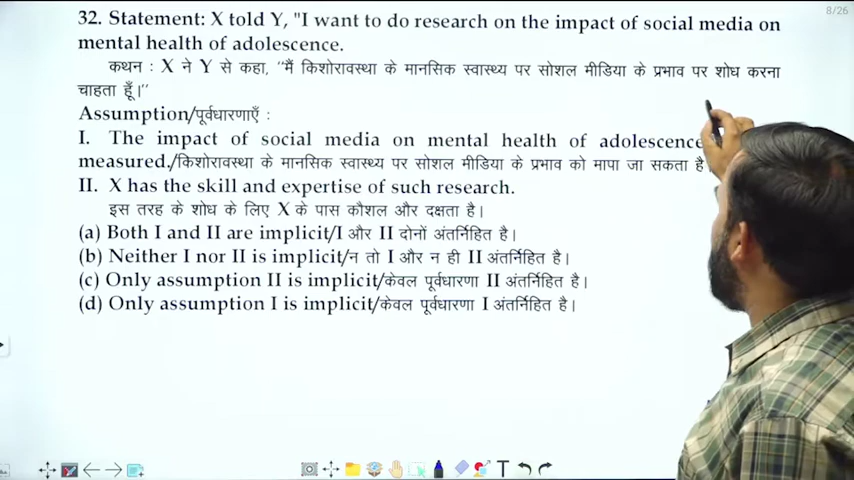 8/26
32. Statement: X told Y, "I want to do research on the impact of social media on
mental health of adolescence.
कथन : X ने Y से कहा, "मैं किशोरावस्था के मानसिक स्वास्थ्य पर सोशल मीडिया के प्रभाव पर शोध करना
चाहता हूँ।"
Assumption/पूर्वधारणाएँ :
I. The impact of social media on mental health of adolescence
measured./किशोरावस्था के मानसिक स्वास्थ्य पर सोशल मीडिया के प्रभाव को मापा जा सकता है
II. X has the skill and expertise of such research.
इस तरह के शोध के लिए X के पास कौशल और दक्षता है।
(a) Both I and II are implicit/I और II दोनों अंतर्निहित है।
(b) Neither I nor II is implicit/न तो I और न ही II अंतर्निहित है।
(c) Only assumption II is implicit/केवल पूर्वधारणा II अंतर्निहित है।
(d) Only assumption I is implicit/केवल पूर्वधारणा I अंतर्निहित है।